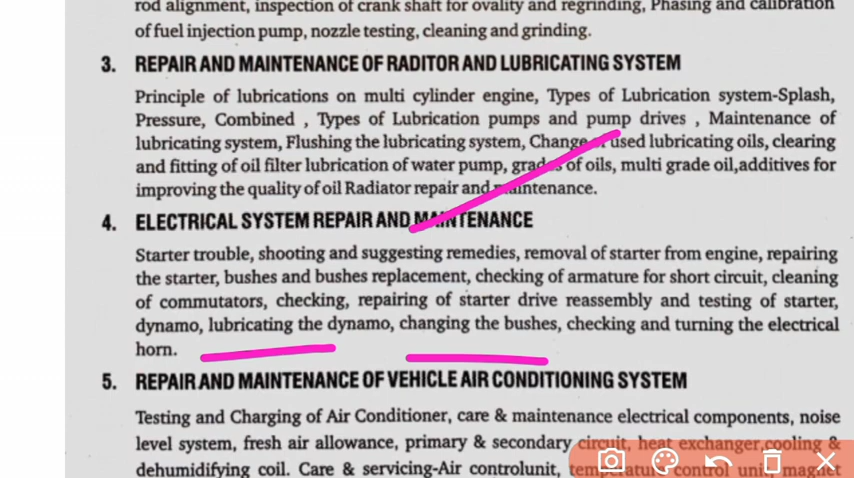 rod alignment, inspection of crank shaft for ovality and regrinding, Phasing and calibration
of fuel injection pump, nozzle testing, cleaning and grinding.
3. REPAIR AND MAINTENANCE OF RADITOR AND LUBRICATING SYSTEM
Principle of lubrications on multi cylinder engine, Types of Lubrication system-Splash,
Pressure, Combined , Types of Lubrication pumps and pump drives , Maintenance of
lubricating system, Flushing the lubricating system, Change of used lubricating oils, clearing
and fitting of oil filter lubrication of water pump, grades of oils, multi grade oil,additives for
improving the quality of oil Radiator repair and maintenance.
4. ELECTRICAL SYSTEM REPAIR AND MAINTENANCE
Starter trouble, shooting and suggesting remedies, removal of starter from engine, repairing
the starter, bushes and bushes replacement, checking of armature for short circuit, cleaning
of commutators, checking, repairing of starter drive reassembly and testing of starter,
dynamo, lubricating the dynamo, changing the bushes, checking and turning the electrical
horn.
5. REPAIR AND MAINTENANCE OF VEHICLE AIR CONDITIONING SYSTEM
Testing and Charging of Air Conditioner, care & maintenance electrical components, noise
level system, fresh air allowance, primary & secondary circuit, heat exchanger,cooling &
dehumidifying coil. Care & servicing-Air controlunit, temperature control unit, magnet